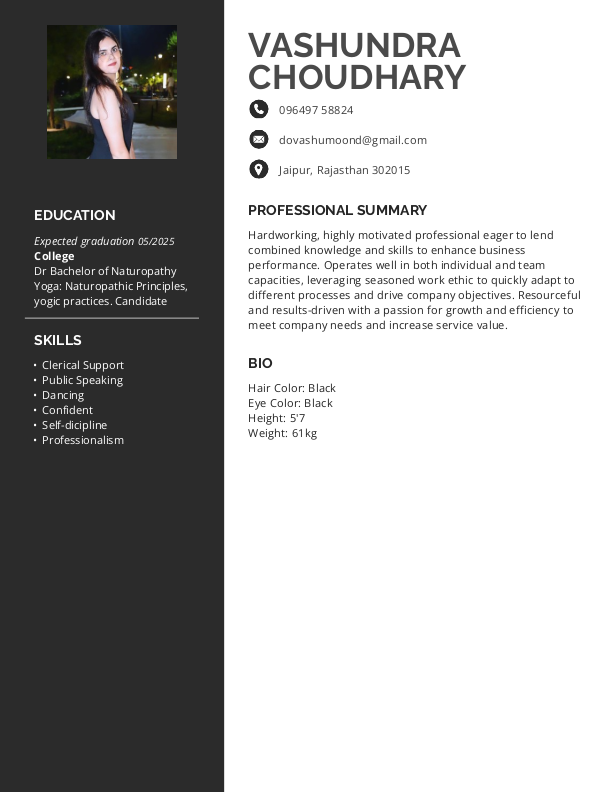 VASHUNDRA
CHOUDHARY
096497 58824
dovashumoond@gmail.com
Jaipur, Rajasthan 302015
EDUCATION
Expected graduation 05/2025
College
Dr Bachelor of Naturopathy
Yoga: Naturopathic Principles,
yogic practices. Candidate
SKILLS
• Clerical Support
• Public Speaking
• Dancing
• Confident
• Self-dicipline
• Professionalism
PROFESSIONAL SUMMARY
Hardworking, highly motivated professional eager to lend
combined knowledge and skills to enhance business
performance. Operates well in both individual and team
capacities, leveraging seasoned work ethic to quickly adapt to
different processes and drive company objectives. Resourceful
and results-driven with a passion for growth and efficiency to
meet company needs and increase service value.
BIO
Hair Color: Black
Eye Color: Black
Height: 5'7
Weight: 61kg